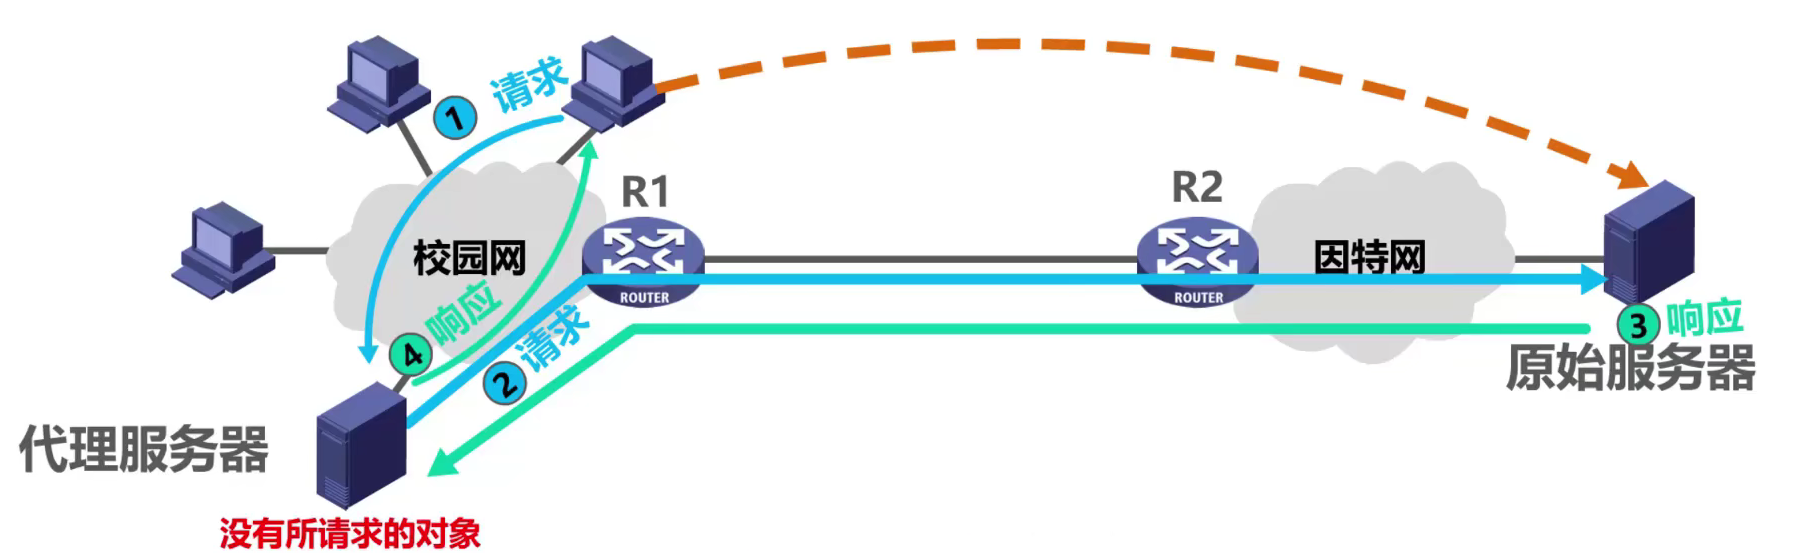 1 请求
R1
R2
校园网
因特网
ROUTER
ROUTER
4 响应
2 请求
3 响应
原始服务器
代理服务器
没有所请求的对象